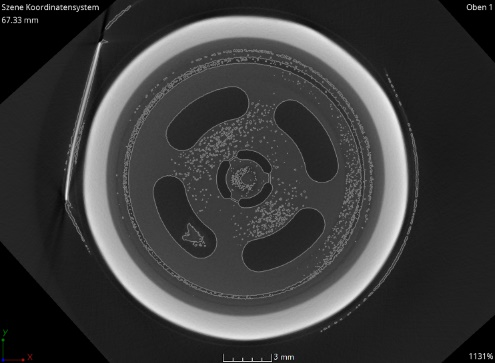 Szene Koordinatensystem
Oben 1
67.33 mm
y
x
3 mm
1131%